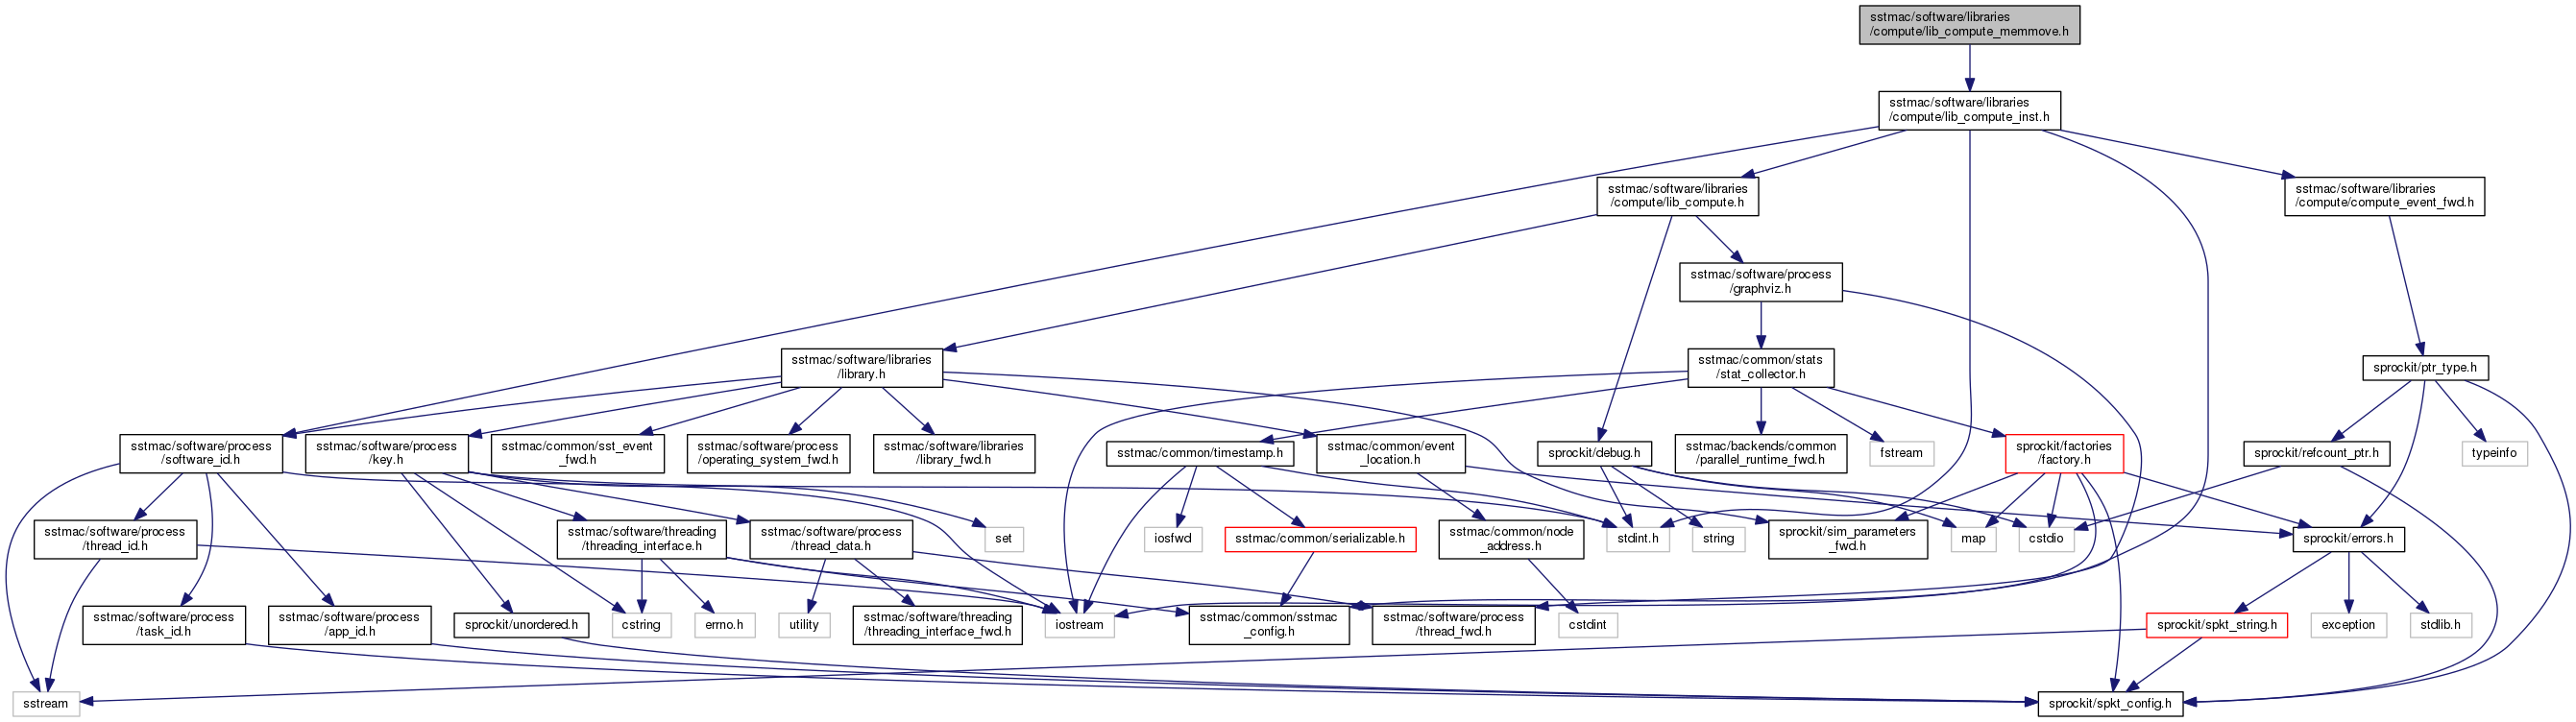 sstmac/software/libraries
/compute/lib_compute_memmove.h
sstmac/software/libraries
/compute/lib_compute_inst.h
sstmac/software/libraries
/compute/lib_compute.h
sstmac/software/libraries
/compute/compute_event_fwd.h
sstmac/software/process
/graphviz.h
sstmac/software/libraries
/library.h
sstmac/common/stats
/stat_collector.h
sprockit/ptr_type.h
sstmac/software/process
/software_id.h
sstmac/software/process
/key.h
sstmac/common/sst_event
_fwd.h
sstmac/software/process
/operating_system_fwd.h
sstmac/software/libraries
/library_fwd.h
sstmac/common/timestamp.h
sstmac/common/event
_location.h
sprockit/debug.h
sstmac/backends/common
/parallel_runtime_fwd.h
fstream
sprockit/factories
/factory.h
sprockit/refcount_ptr.h
typeinfo
sstmac/software/process
/thread_id.h
sstmac/software/threading
/threading_interface.h
sstmac/software/process
/thread_data.h
set
iosfwd
sstmac/common/serializable.h
sstmac/common/node
_address.h
stdint.h
string
sprockit/sim_parameters
_fwd.h
map
cstdio
sprockit/errors.h
sstmac/software/process
/task_id.h
sstmac/software/process
/app_id.h
sprockit/unordered.h
cstring
errno.h
utility
sstmac/software/threading
/threading_interface_fwd.h
iostream
sstmac/common/sstmac
_config.h
cstdint
sstmac/software/process
/thread_fwd.h
sprockit/spkt_string.h
exception
stdlib.h
sstream
sprockit/spkt_config.h